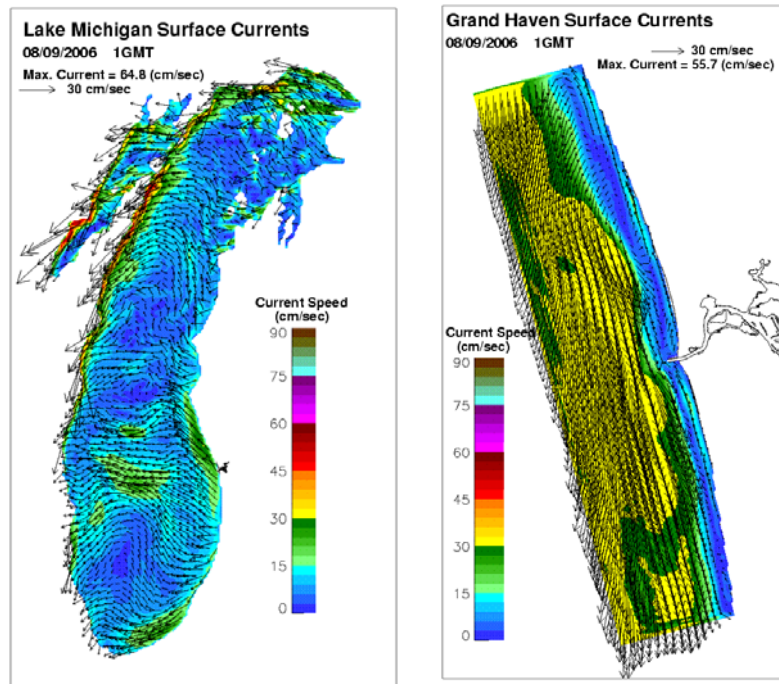 Lake Michigan Surface Currents
08/09/2006 1GMT
Max. Current = 64.8 (cm/sec)
30 cm/sec
Current Speed
(cm/sec)
90
75
60
45
30
15
0
Grand Haven Surface Currents
08/09/2006 1GMT
30 cm/sec
Max. Current = 55.7 (cm/sec)
Current Speed
(cm/sec)
90
75
60
45
30
15
0